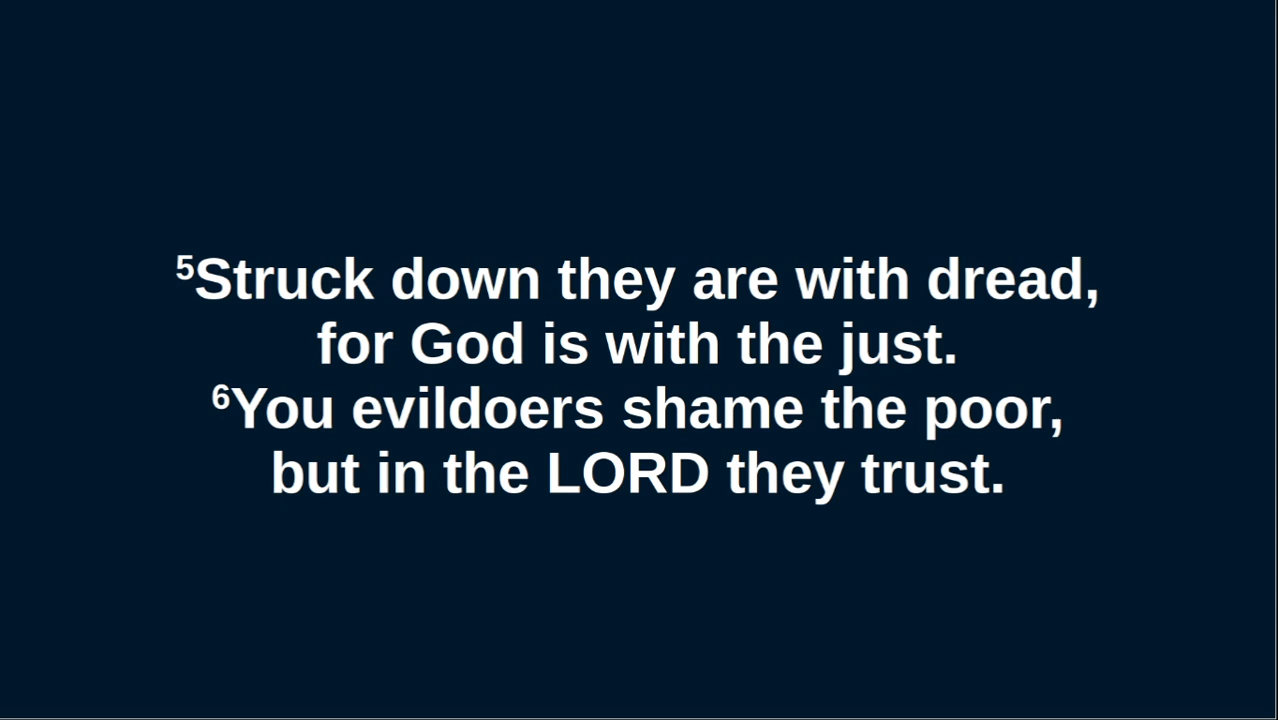 ⁵Struck down they are with dread,
for God is with the just.
⁶You evildoers shame the poor,
but in the LORD they trust.